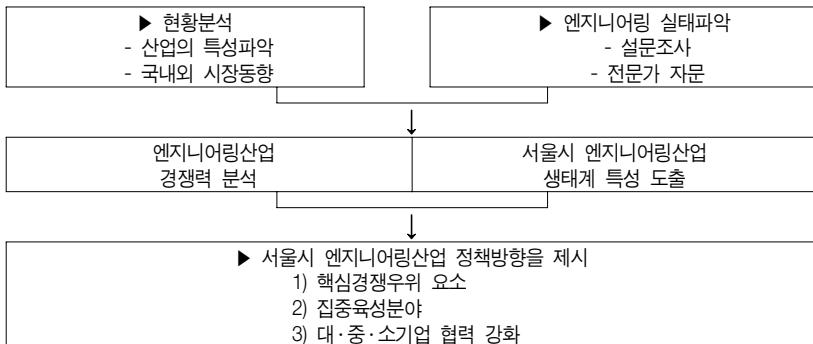 ▶ 현황분석
- 산업의 특성파악
- 국내외 시장동향
▶ 엔지니어링 실태파악
- 설문조사
- 전문가 자문
엔지니어링산업
경쟁력 분석
서울시 엔지니어링산업
생태계 특성 도출
▶ 서울시 엔지니어링산업 정책방향을 제시
1) 핵심경쟁우위 요소
2) 집중육성분야
3) 대·중·소기업 협력 강화